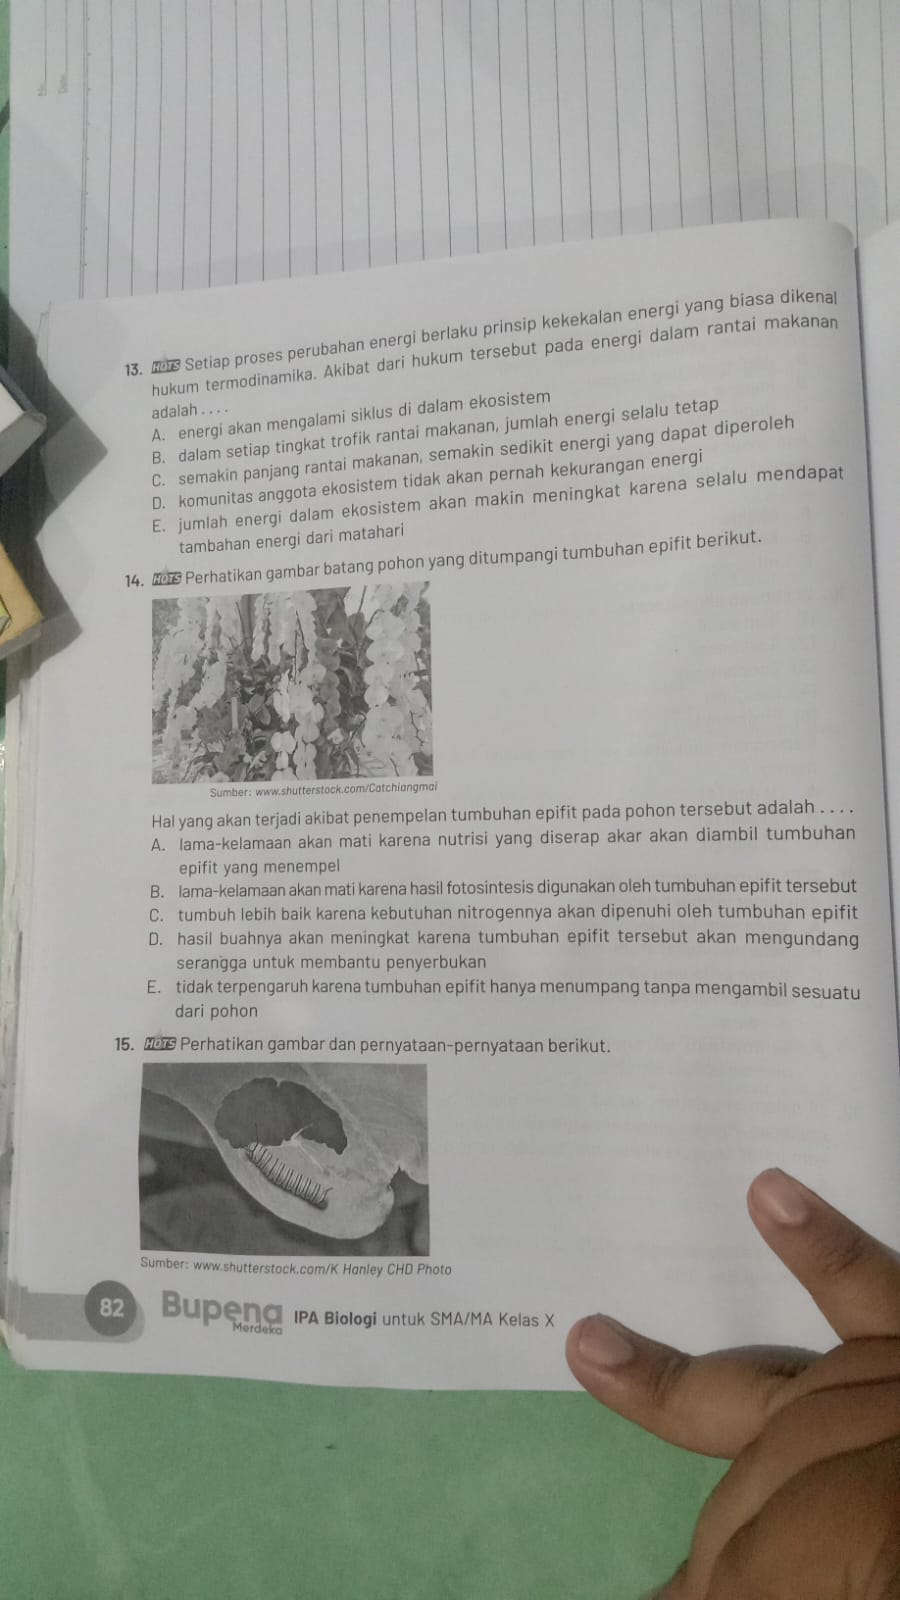 13. HOTS Setiap proses perubahan energi berlaku prinsip kekekalan energi yang biasa dikenal
hukum termodinamika. Akibat dari hukum tersebut pada energi dalam rantai makanan
adalah . . . .
A. energi akan mengalami siklus di dalam ekosistem
B. dalam setiap tingkat trofik rantai makanan, jumlah energi selalu tetap
C. semakin panjang rantai makanan, semakin sedikit energi yang dapat diperoleh
D. komunitas anggota ekosistem tidak akan pernah kekurangan energi
E. jumlah energi dalam ekosistem akan makin meningkat karena selalu mendapat
tambahan energi dari matahari
14. HOTS Perhatikan gambar batang pohon yang ditumpangi tumbuhan epifit berikut.
Sumber: www.shutterstock.com/Catchiangmai
Hal yang akan terjadi akibat penempelan tumbuhan epifit pada pohon tersebut adalah . . . .
A. lama-kelamaan akan mati karena nutrisi yang diserap akar akan diambil tumbuhan
epifit yang menempel
B. lama-kelamaan akan mati karena hasil fotosintesis digunakan oleh tumbuhan epifit tersebut
C. tumbuh lebih baik karena kebutuhan nitrogennya akan dipenuhi oleh tumbuhan epifit
D. hasil buahnya akan meningkat karena tumbuhan epifit tersebut akan mengundang
serangga untuk membantu penyerbukan
E. tidak terpengaruh karena tumbuhan epifit hanya menumpang tanpa mengambil sesuatu
dari pohon
15. HOTS Perhatikan gambar dan pernyataan-pernyataan berikut.
Sumber: www.shutterstock.com/K Hanley CHD Photo
82 Bupena Merdeka IPA Biologi untuk SMA/MA Kelas X